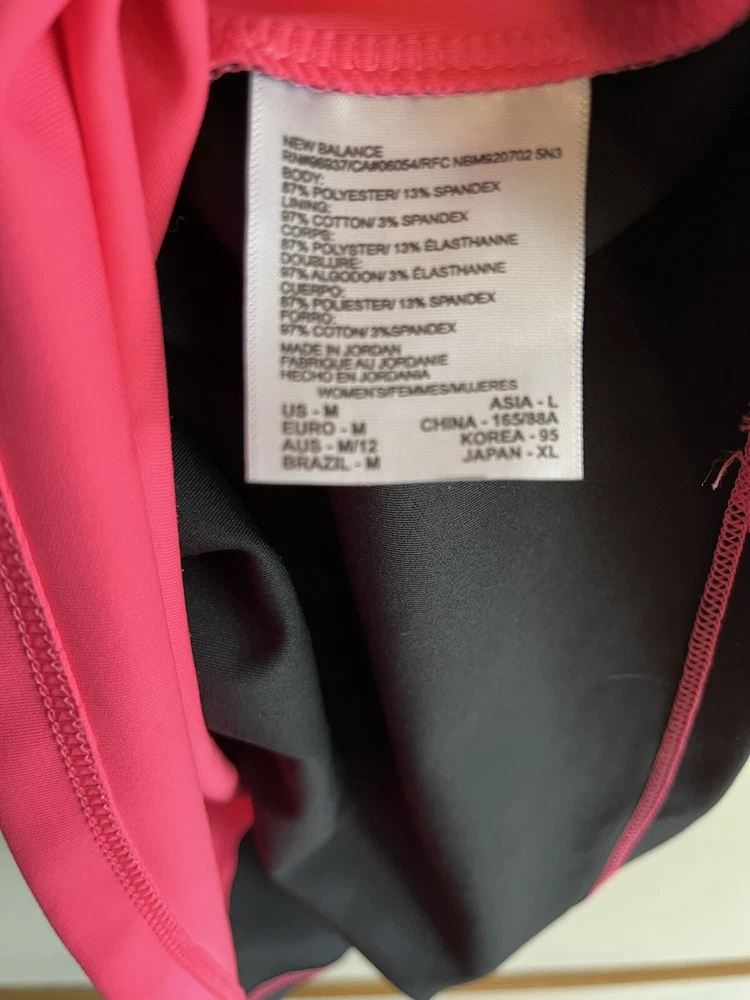 NEW BALANCE
RN#96937/CA#06054/RFC NBM920702 5N3
BODY:
87% POLYESTER/ 13% SPANDEX
LINING:
97% COTTON/ 3% SPANDEX
CORPS:
87% POLYSTER/ 13% ÉLASTHANNE
DOUBLURE:
97% ALGODON/ 3% ÉLASTHANNE
CUERPO:
87% POLIESTER/ 13% SPANDEX
FORRO:
97% COTON/ 3%SPANDEX
MADE IN JORDAN
FABRIQUE AU JORDANIE
HECHO EN JORDANIA
WOMEN'S/FEMMES/MUJERES
US - M ASIA - L
EURO - M CHINA - 165/88A
AUS - M/12 KOREA - 95
BRAZIL - M JAPAN - XL